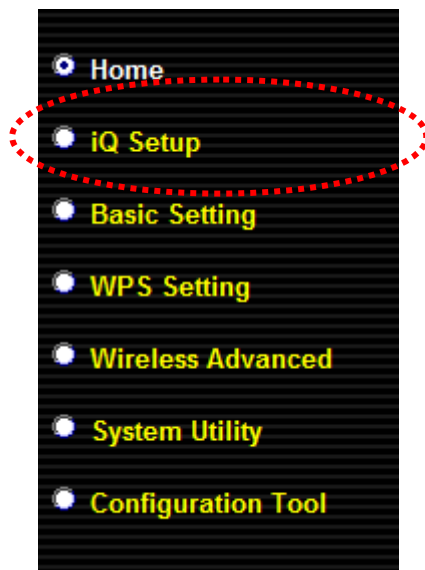 Home
iQ Setup
Basic Setting
WPS Setting
Wireless Advanced
System Utility
Configuration Tool